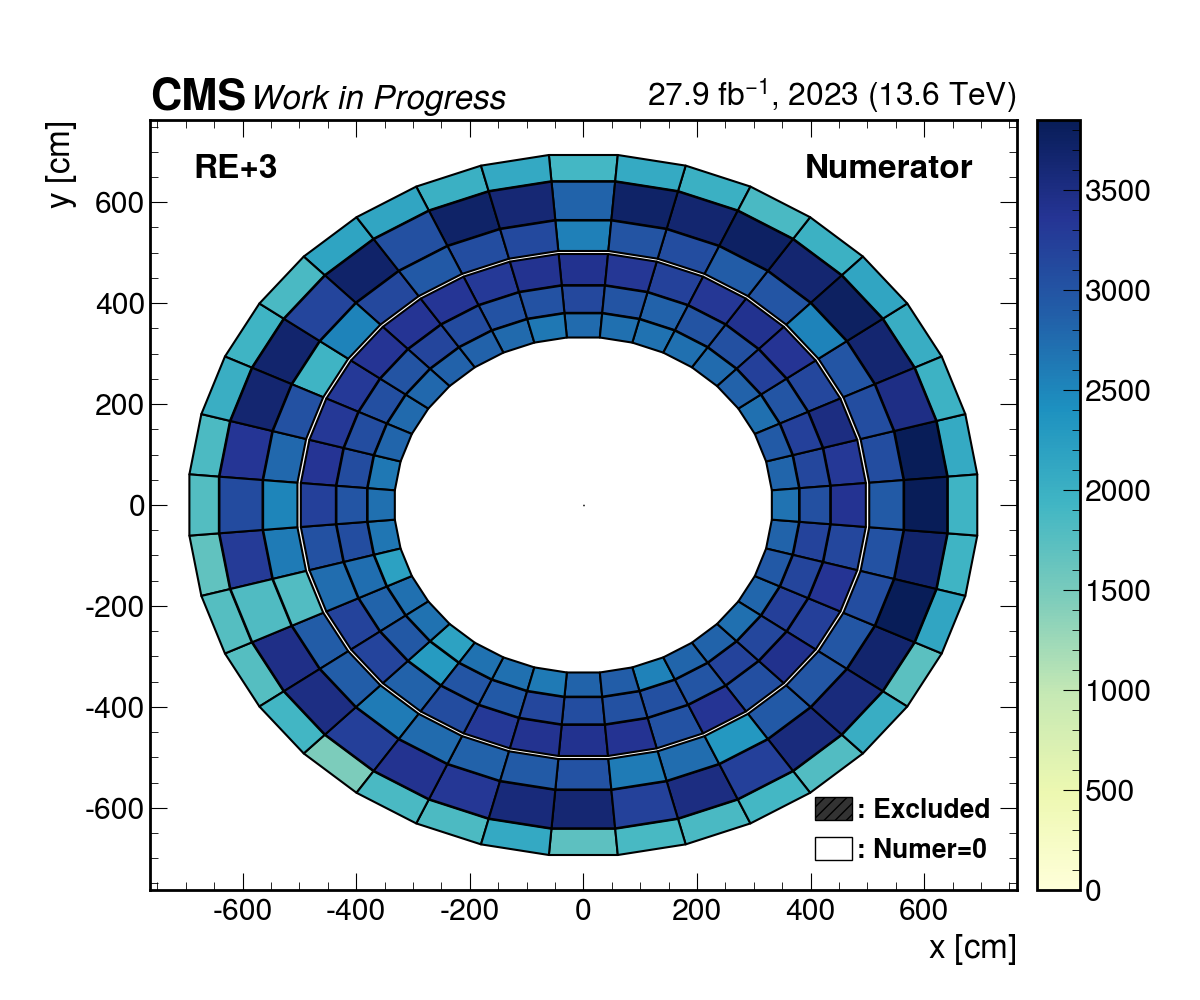 CMS Work in Progress 27.9 fb⁻¹, 2023 (13.6 TeV)
y [cm]
RE+3 Numerator
600
400
200
0
-200
-400
-600
-600 -400 -200 0 200 400 600
x [cm]
: Excluded
: Numer=0
3500
3000
2500
2000
1500
1000
500
0